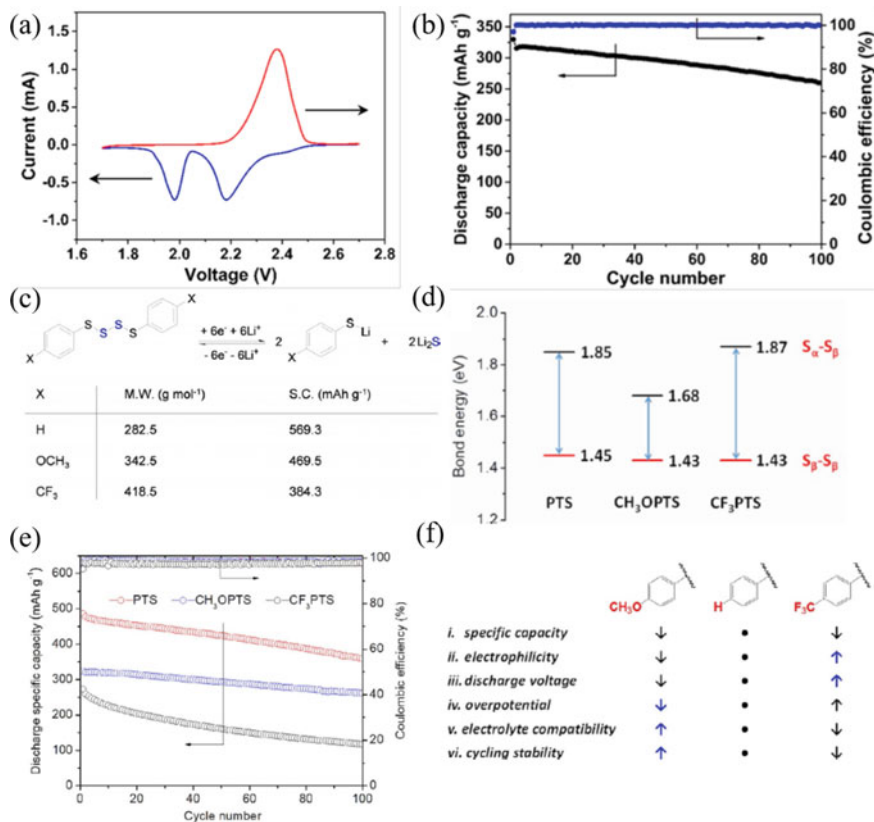 (a)
Current (mA)
1.5
1.0
0.5
0.0
-0.5
-1.0
1.6 2.0 2.4 2.8
Voltage (V)
(b)
Discharge capacity (mAh g⁻¹)
350
300
250
200
150
100
50
0
100
80
60
40
20
0
Coulombic efficiency (%)
0 20 40 60 80 100
Cycle number
(c)
X S S S S X
+ 6e⁻ + 6Li⁺
- 6e⁻ - 6Li⁺
2 X S Li + 2Li₂S
X M.W. (g mol⁻¹) S.C. (mAh g⁻¹)
H 282.5 569.3
OCH₃ 342.5 469.5
CF₃ 418.5 384.3
(d)
Bond energy (eV)
2.0
1.8
1.6
1.4
1.2
1.85 1.68 1.87 Sα-Sβ
1.45 1.43 1.43 Sβ-Sβ
PTS CH₃OPTS CF₃PTS
(e)
Discharge specific capacity (mAh g⁻¹)
600
500
400
300
200
100
0
PTS CH₃OPTS CF₃PTS
100
80
60
40
20
0
Coulombic efficiency (%)
0 20 40 60 80 100
Cycle number
(f)
CH₃O H F₃C
i. specific capacity ↓ • ↓
ii. electrophilicity ↓ • ↑
iii. discharge voltage ↓ • ↑
iv. overpotential ↓ • ↑
v. electrolyte compatibility ↑ • ↓
vi. cycling stability ↑ • ↓